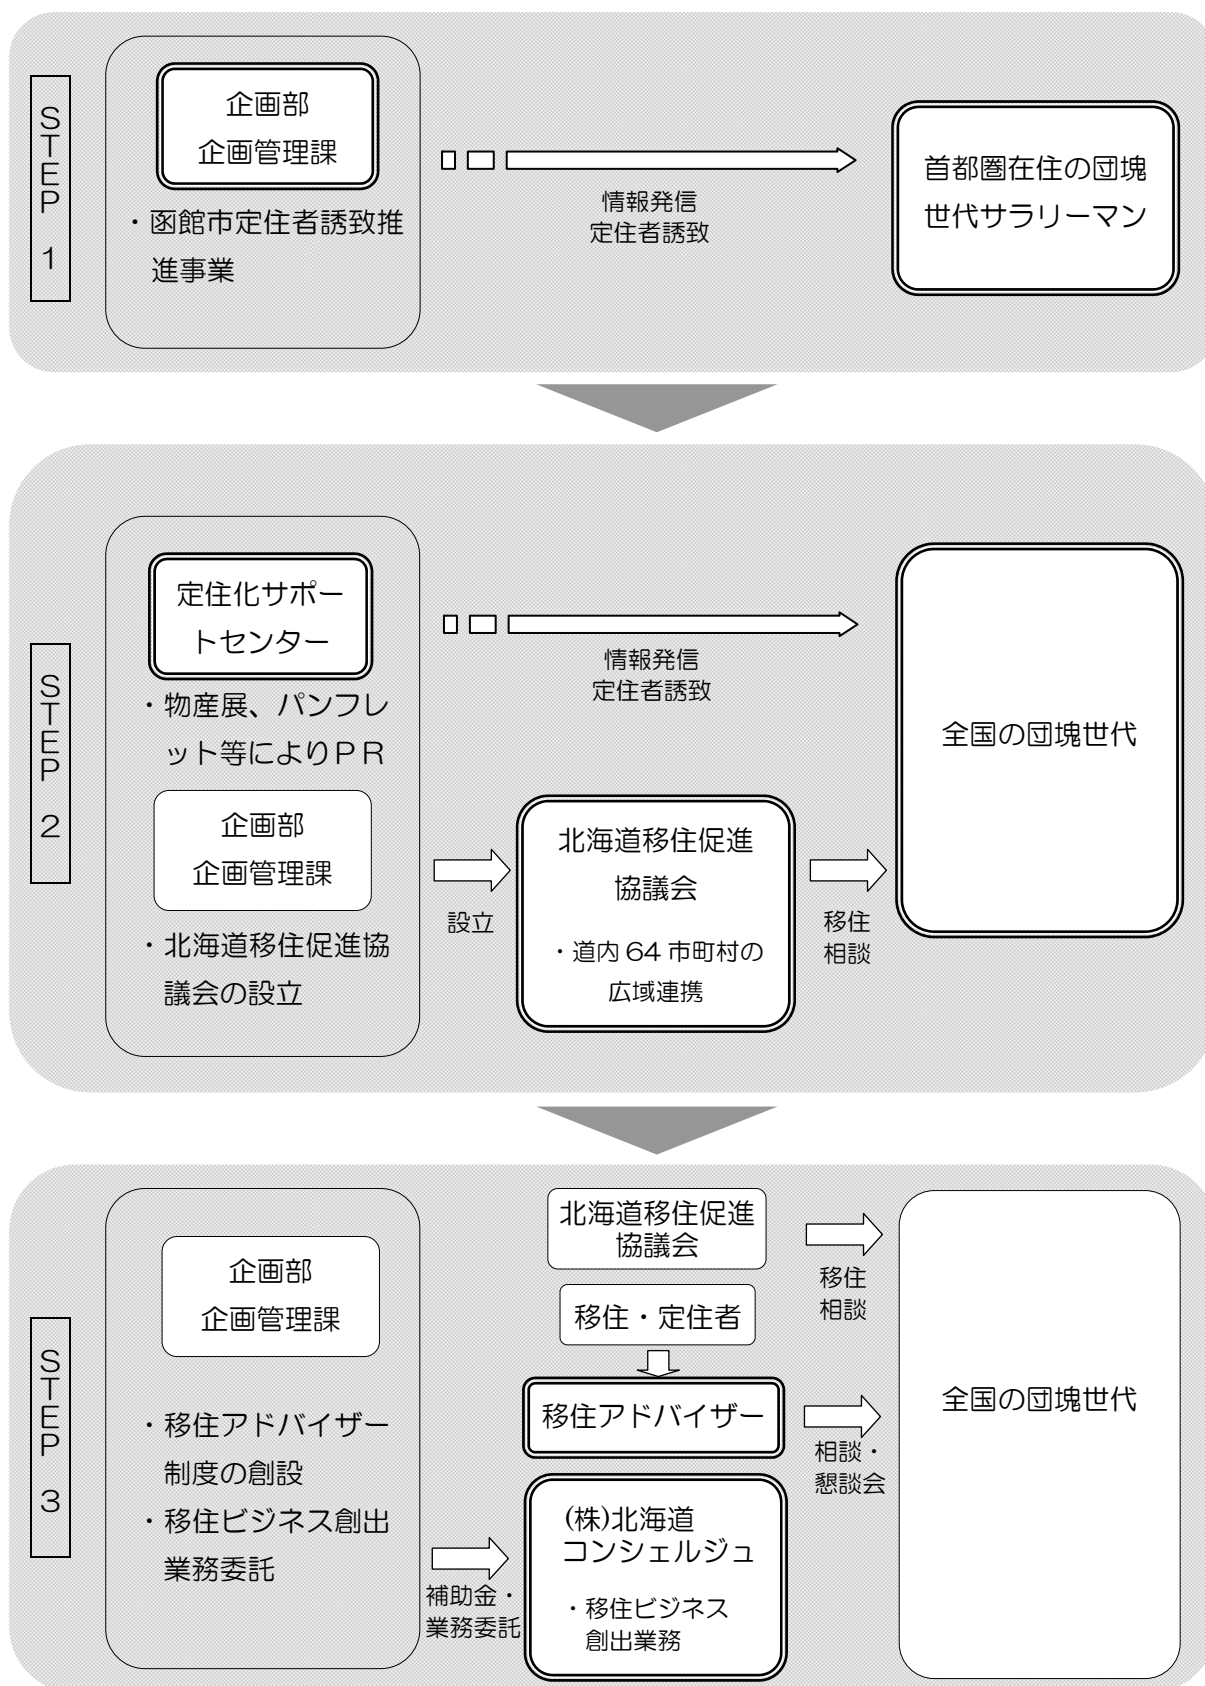 STEP 1
企画部
企画管理課
・函館市定住者誘致推
進事業
情報発信
定住者誘致
首都圏在住の団塊
世代サラリーマン
STEP 2
定住化サポー
トセンター
・物産展、パンフレ
ット等によりＰＲ
企画部
企画管理課
・北海道移住促進協
議会の設立
情報発信
定住者誘致
設立
北海道移住促進
協議会
・道内 64 市町村の
広域連携
移住
相談
全国の団塊世代
STEP 3
企画部
企画管理課
・移住アドバイザー
制度の創設
・移住ビジネス創出
業務委託
補助金・
業務委託
北海道移住促進
協議会
移住・定住者
移住アドバイザー
(株)北海道
コンシェルジュ
・移住ビジネス
創出業務
移住
相談
相談・
懇談会
全国の団塊世代